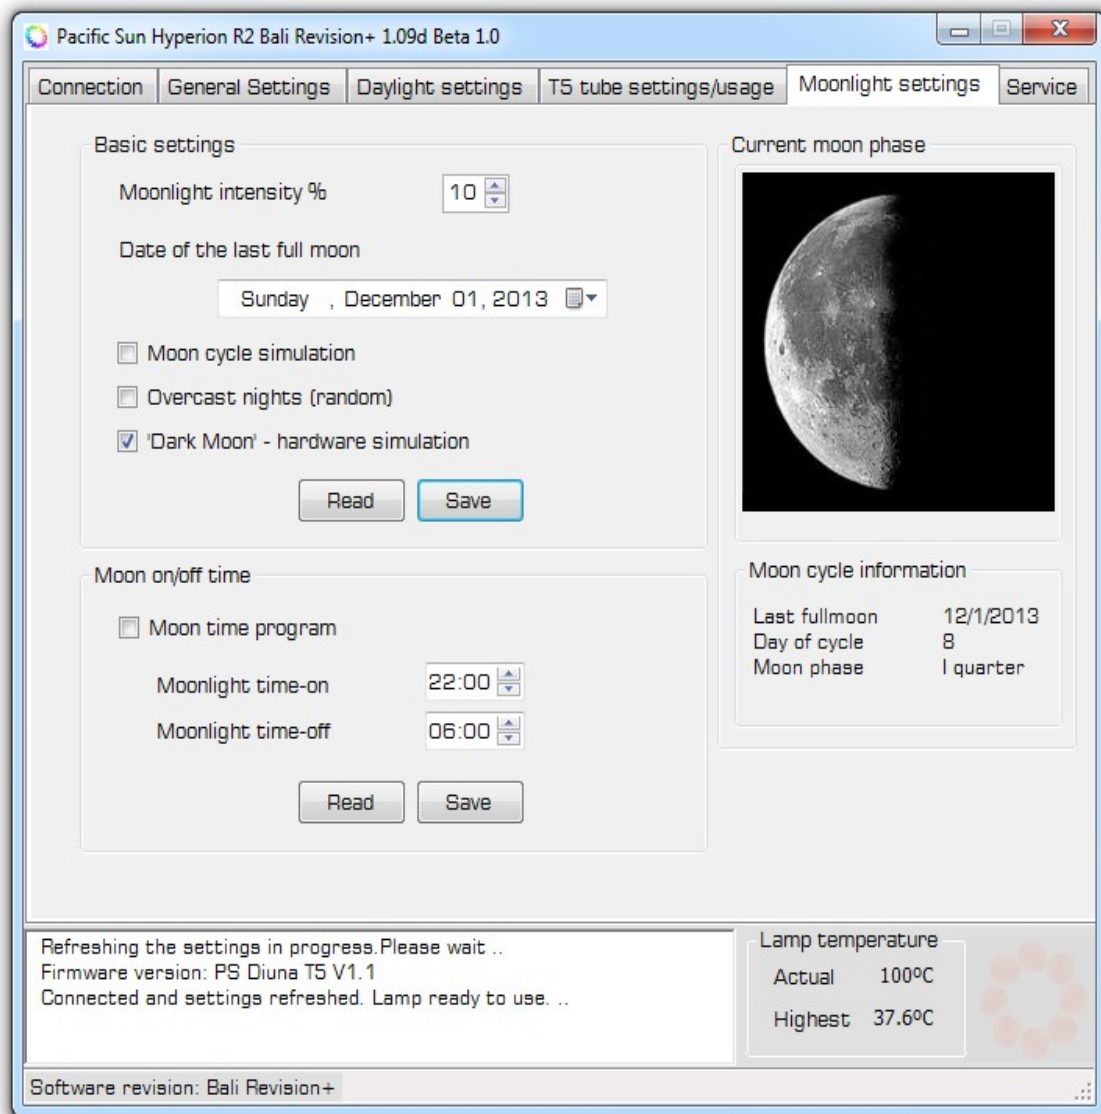 Pacific Sun Hyperion R2 Bali Revision+ 1.09d Beta 1.0
Connection General Settings Daylight settings T5 tube settings/usage Moonlight settings Service
Basic settings
Moonlight intensity % 10
Date of the last full moon
Sunday , December 01, 2013
Moon cycle simulation
Overcast nights (random)
'Dark Moon' - hardware simulation
Read Save
Moon on/off time
Moon time program
Moonlight time-on 22:00
Moonlight time-off 06:00
Read Save
Current moon phase
Moon cycle information
Last fullmoon 12/1/2013
Day of cycle 8
Moon phase I quarter
Refreshing the settings in progress.Please wait ..
Firmware version: PS Diuna T5 V1.1
Connected and settings refreshed. Lamp ready to use. ..
Lamp temperature
Actual 100ºC
Highest 37.6ºC
Software revision: Bali Revision+